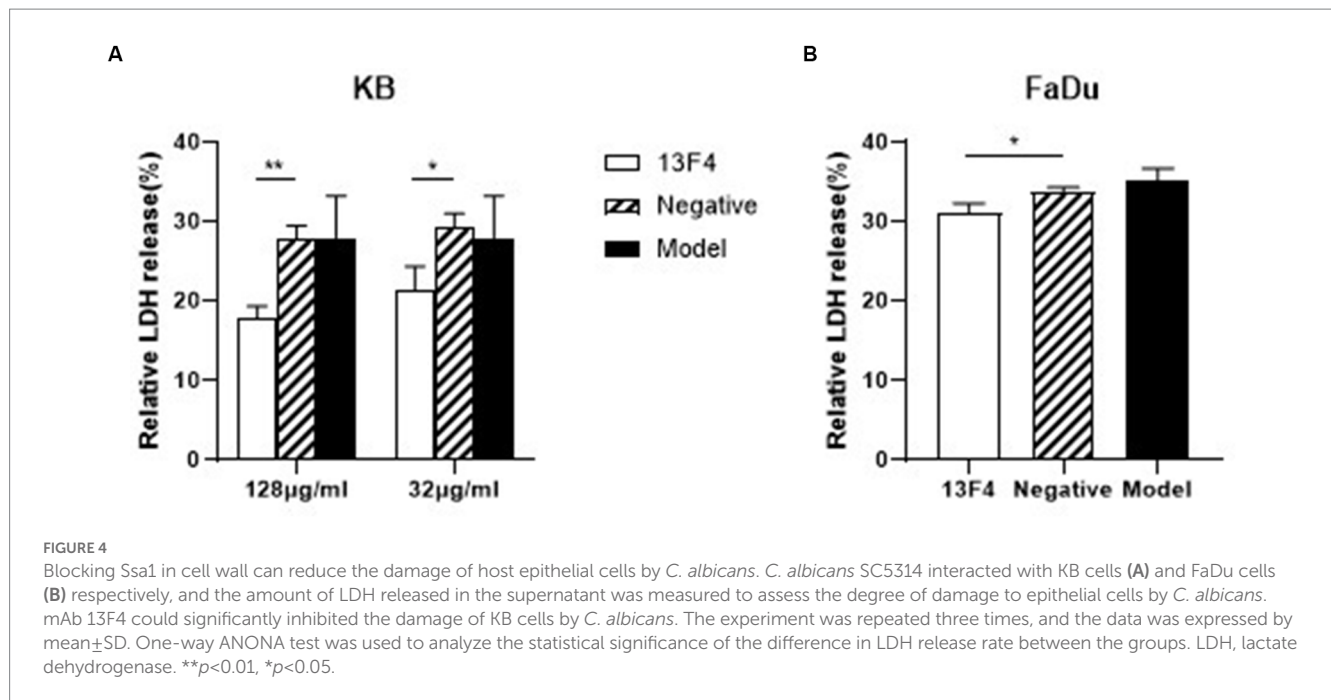 A
KB
Relative LDH release(%)
40
30
20
10
0
**
*
128µg/ml
32µg/ml
13F4
Negative
Model
B
FaDu
Relative LDH release(%)
40
30
20
10
0
*
13F4 Negative Model
FIGURE 4
Blocking Ssa1 in cell wall can reduce the damage of host epithelial cells by C. albicans. C. albicans SC5314 interacted with KB cells (A) and FaDu cells
(B) respectively, and the amount of LDH released in the supernatant was measured to assess the degree of damage to epithelial cells by C. albicans.
mAb 13F4 could significantly inhibited the damage of KB cells by C. albicans. The experiment was repeated three times, and the data was expressed by
mean±SD. One-way ANONA test was used to analyze the statistical significance of the difference in LDH release rate between the groups. LDH, lactate
dehydrogenase. **p<0.01, *p<0.05.